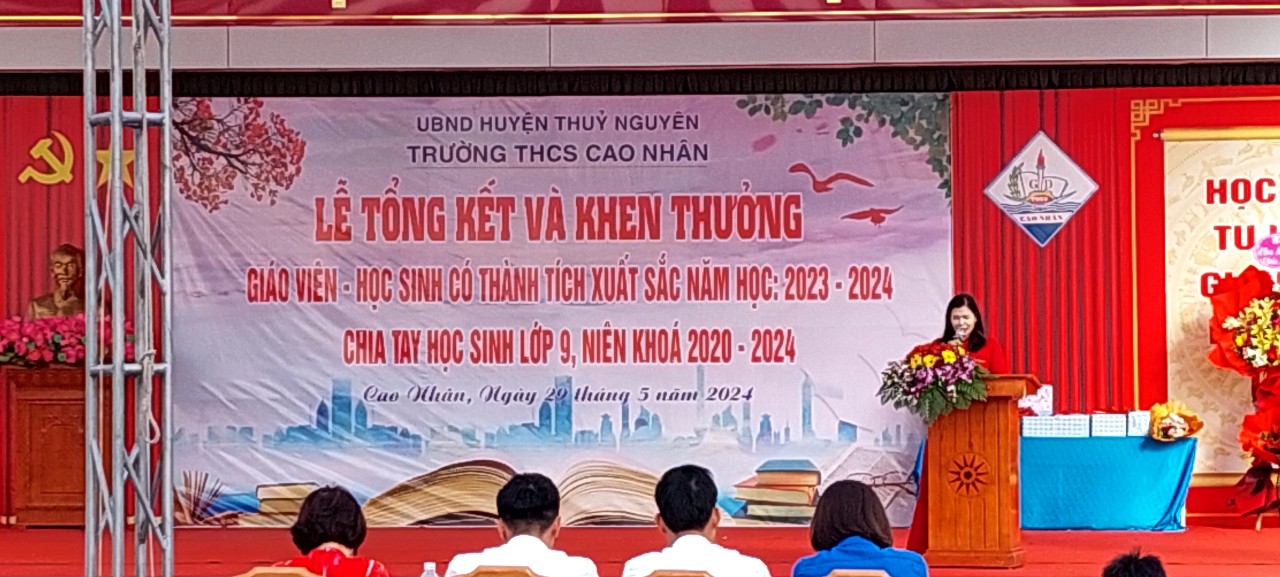 UBND HUYỆN THUỶ NGUYÊN
TRƯỜNG THCS CAO NHÂN
LỄ TỔNG KẾT VÀ KHEN THƯỞNG
GIÁO VIÊN - HỌC SINH CÓ THÀNH TÍCH XUẤT SẮC NĂM HỌC: 2023 - 2024
CHIA TAY HỌC SINH LỚP 9, NIÊN KHOÁ 2020 - 2024
Cao Nhân, Ngày 29 tháng 5 năm 2024
CAO NHÂN
HỌC
TU